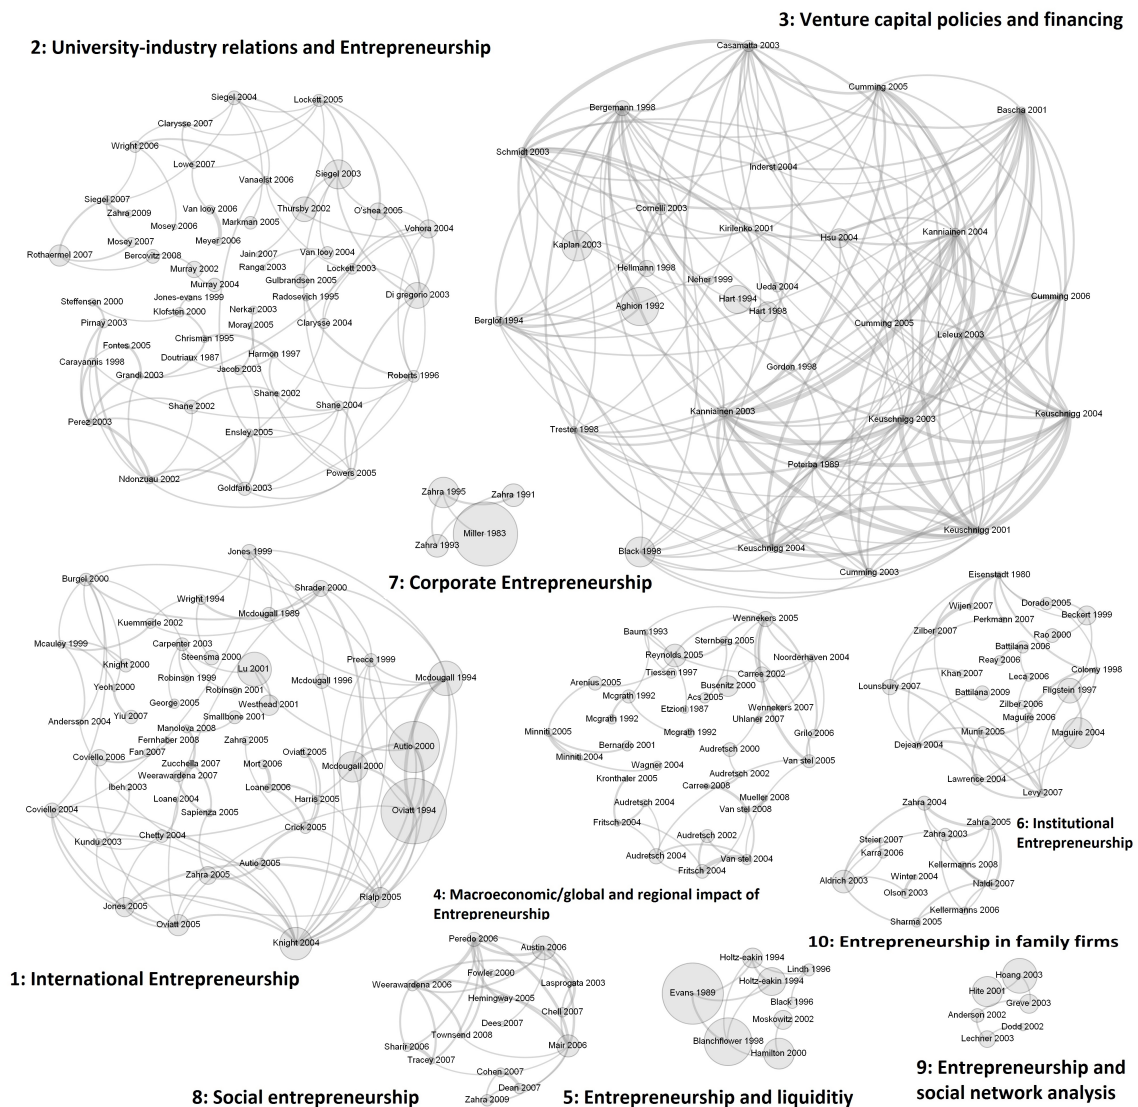 3: Venture capital policies and financing
2: University-industry relations and Entrepreneurship
Siegel 2004
Lockett 2005
Clarysse 2007
Wright 2006
Lowe 2007
Vanaelst 2006
Siegel 2003
Siegel 2007
Zahra 2009
Van looy 2006
Thursby 2002
O'shea 2005
Mosey 2006
Markman 2005
Vohora 2004
Mosey 2007
Meyer 2006
Rothaermel 2007
Bercovitz 2008
Jain 2007
Van looy 2004
Murray 2002
Ranga 2003
Lockett 2003
Murray 2004
Gulbrandsen 2005
Steffensen 2000
Jones-evans 1999
Radosevich 1995
Di gregorio 2003
Klofsten 2000
Nerkar 2003
Pirnay 2003
Moray 2005
Clarysse 2004
Chrisman 1995
Fontes 2005
Carayannis 1998
Doutriaux 1987
Harmon 1997
Grandi 2003
Jacob 2003
Roberts 1996
Shane 2002
Shane 2002
Shane 2004
Perez 2003
Ensley 2005
Ndonzuau 2002
Goldfarb 2003
Powers 2005
Casamatta 2003
Cumming 2005
Bergemann 1998
Bascha 2001
Schmidt 2003
Inderst 2004
Cornelli 2003
Kirilenko 2001
Hsu 2004
Kanniainen 2004
Kaplan 2003
Hellmann 1998
Neher 1999
Ueda 2004
Aghion 1992
Hart 1994
Hart 1998
Cumming 2006
Berglof 1994
Cumming 2005
Leleux 2003
Gordon 1998
Kanniainen 2003
Keuschnigg 2003
Keuschnigg 2004
Trester 1998
Poterba 1989
Keuschnigg 2001
Black 1998
Keuschnigg 2004
Cumming 2003
Zahra 1995
Zahra 1991
Miller 1983
Zahra 1993
7: Corporate Entrepreneurship
Jones 1999
Burgel 2000
Shrader 2000
Wright 1994
Mcdougall 1989
Kuemmerle 2002
Mcauley 1999
Carpenter 2003
Steensma 2000
Preece 1999
Knight 2000
Lu 2001
Robinson 1999
Mcdougall 1996
Mcdougall 1994
Yeoh 2000
Robinson 2001
George 2005
Westhead 2001
Andersson 2004
Yiu 2007
Smallbone 2001
Manolova 2008
Fernhaber 2008
Zahra 2005
Autio 2000
Coviello 2006
Fan 2007
Oviatt 2005
Zucchella 2007
Mort 2006
Mcdougall 2000
Weerawardena 2007
Ibeh 2003
Loane 2006
Loane 2004
Harris 2005
Oviatt 1994
Coviello 2004
Sapienza 2005
Crick 2005
Kundu 2003
Chetty 2004
Autio 2005
Zahra 2005
Rialp 2005
Jones 2005
Oviatt 2005
Knight 2004
1: International Entrepreneurship
Wennekers 2005
Baum 1993
Sternberg 2005
Reynolds 2005
Noorderhaven 2004
Tiessen 1997
Carree 2002
Arenius 2005
Busenitz 2000
Mcgrath 1992
Acs 2005
Etzioni 1987
Wennekers 2007
Mcgrath 1992
Uhlaner 2007
Minniti 2005
Mcgrath 1992
Grilo 2006
Bernardo 2001
Audretsch 2000
Minniti 2004
Wagner 2004
Van stel 2005
Kronthaler 2005
Audretsch 2002
Carree 2006
Audretsch 2004
Mueller 2008
Van stel 2008
Fritsch 2004
Audretsch 2002
Audretsch 2004
Van stel 2004
Fritsch 2004
4: Macroeconomic/global and regional impact of
Entrepreneurship
Eisenstadt 1980
Wijen 2007
Dorado 2005
Perkmann 2007
Beckert 1999
Zilber 2007
Rao 2000
Battilana 2006
Reay 2006
Khan 2007
Colomy 1998
Leca 2006
Lounsbury 2007
Battilana 2009
Fligstein 1997
Zilber 2006
Maguire 2006
Munir 2005
Maguire 2004
Dejean 2004
Lawrence 2004
Levy 2007
6: Institutional
Entrepreneurship
Zahra 2004
Zahra 2005
Steier 2007
Zahra 2003
Karra 2006
Kellermanns 2008
Aldrich 2003
Winter 2004
Naldi 2007
Olson 2003
Kellermanns 2006
Sharma 2005
10: Entrepreneurship in family firms
Peredo 2006
Austin 2006
Fowler 2000
Weerawardena 2006
Lasprogata 2003
Hemingway 2005
Chell 2007
Dees 2007
Townsend 2008
Sharir 2006
Mair 2006
Tracey 2007
Cohen 2007
Dean 2007
Zahra 2009
8: Social entrepreneurship
Holtz-eakin 1994
Lindh 1996
Holtz-eakin 1994
Evans 1989
Black 1996
Moskowitz 2002
Blanchflower 1998
Hamilton 2000
5: Entrepreneurship and liquiditiy
Hoang 2003
Hite 2001
Greve 2003
Anderson 2002
Dodd 2002
Lechner 2003
9: Entrepreneurship and
social network analysis